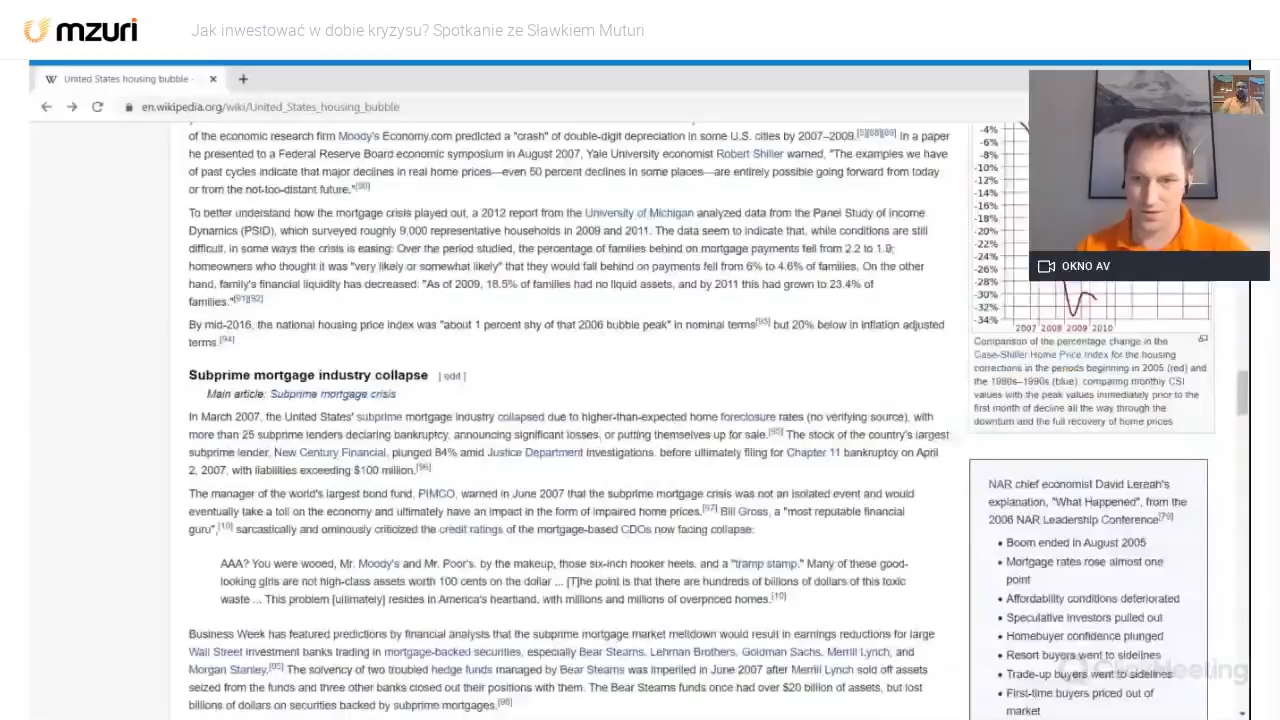 mzuri
Jak inwestować w dobie kryzysu? Spotkanie ze Sławkiem Muturi
United States housing bubble -
en.wikipedia.org/wiki/United_States_housing_bubble
of the economic research firm Moody's Economy.com predicted a "crash" of double-digit depreciation in some U.S. cities by 2007–2009.[5][88][89] In a paper
he presented to a Federal Reserve Board economic symposium in August 2007, Yale University economist Robert Shiller warned, "The examples we have
of past cycles indicate that major declines in real home prices—even 50 percent declines in some places—are entirely possible going forward from today
or from the not-too-distant future."[90]
To better understand how the mortgage crisis played out, a 2012 report from the University of Michigan analyzed data from the Panel Study of Income
Dynamics (PSID), which surveyed roughly 9,000 representative households in 2009 and 2011. The data seem to indicate that, while conditions are still
difficult, in some ways the crisis is easing: Over the period studied, the percentage of families behind on mortgage payments fell from 2.2 to 1.9;
homeowners who thought it was "very likely or somewhat likely" that they would fall behind on payments fell from 6% to 4.6% of families. On the other
hand, family's financial liquidity has decreased: "As of 2009, 18.5% of families had no liquid assets, and by 2011 this had grown to 23.4% of
families."[91][92]
By mid-2016, the national housing price index was "about 1 percent shy of that 2006 bubble peak" in nominal terms[93] but 20% below in inflation adjusted
terms.[94]
Subprime mortgage industry collapse [ edit ]
Main article: Subprime mortgage crisis
In March 2007, the United States' subprime mortgage industry collapsed due to higher-than-expected home foreclosure rates (no verifying source), with
more than 25 subprime lenders declaring bankruptcy, announcing significant losses, or putting themselves up for sale.[95] The stock of the country's largest
subprime lender, New Century Financial, plunged 84% amid Justice Department investigations, before ultimately filing for Chapter 11 bankruptcy on April
2, 2007, with liabilities exceeding $100 million.[96]
The manager of the world's largest bond fund, PIMCO, warned in June 2007 that the subprime mortgage crisis was not an isolated event and would
eventually take a toll on the economy and ultimately have an impact in the form of impaired home prices.[97] Bill Gross, a "most reputable financial
guru",[10] sarcastically and ominously criticized the credit ratings of the mortgage-based CDOs now facing collapse:
AAA? You were wooed, Mr. Moody's and Mr. Poor's, by the makeup, those six-inch hooker heels, and a "tramp stamp." Many of these good-
looking girls are not high-class assets worth 100 cents on the dollar ... [T]he point is that there are hundreds of billions of dollars of this toxic
waste ... This problem [ultimately] resides in America's heartland, with millions and millions of overpriced homes.[10]
Business Week has featured predictions by financial analysts that the subprime mortgage market meltdown would result in earnings reductions for large
Wall Street investment banks trading in mortgage-backed securities, especially Bear Stearns, Lehman Brothers, Goldman Sachs, Merrill Lynch, and
Morgan Stanley.[95] The solvency of two troubled hedge funds managed by Bear Stearns was imperiled in June 2007 after Merrill Lynch sold off assets
seized from the funds and three other banks closed out their positions with them. The Bear Stearns funds once had over $20 billion of assets, but lost
billions of dollars on securities backed by subprime mortgages.[98]
-4%
-6%
-8%
-10%
-12%
-14%
-16%
-18%
-20%
-22%
-24%
-26%
-28%
-30%
-32%
-34%
2007 2008 2009 2010
OKNO AV
Comparison of the percentage change in the
Case-Shiller Home Price Index for the housing
corrections in the periods beginning in 2005 (red) and
the 1980s–1990s (blue), comparing monthly CSI
values with the peak values immediately prior to the
first month of decline all the way through the
downturn and the full recovery of home prices
NAR chief economist David Lereah's
explanation, "What Happened", from the
2006 NAR Leadership Conference[79]
• Boom ended in August 2005
• Mortgage rates rose almost one
point
• Affordability conditions deteriorated
• Speculative investors pulled out
• Homebuyer confidence plunged
• Resort buyers went to sidelines
• Trade-up buyers went to sidelines
• First-time buyers priced out of
market
ClickMeeting